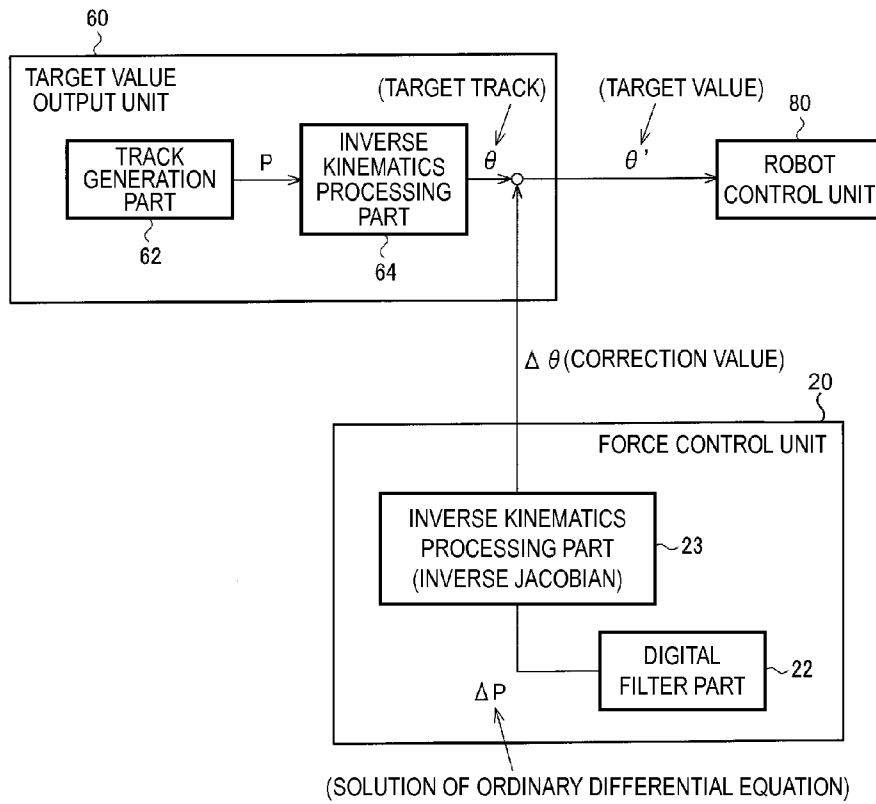 60
TARGET VALUE
OUTPUT UNIT
(TARGET TRACK)
(TARGET VALUE)
80
TRACK
GENERATION
PART
P
INVERSE
KINEMATICS
PROCESSING
PART
θ
θ'
ROBOT
CONTROL UNIT
62
64
Δθ(CORRECTION VALUE)
20
FORCE CONTROL UNIT
INVERSE KINEMATICS
PROCESSING PART
(INVERSE JACOBIAN)
23
DIGITAL
FILTER PART
22
ΔP
(SOLUTION OF ORDINARY DIFFERENTIAL EQUATION)